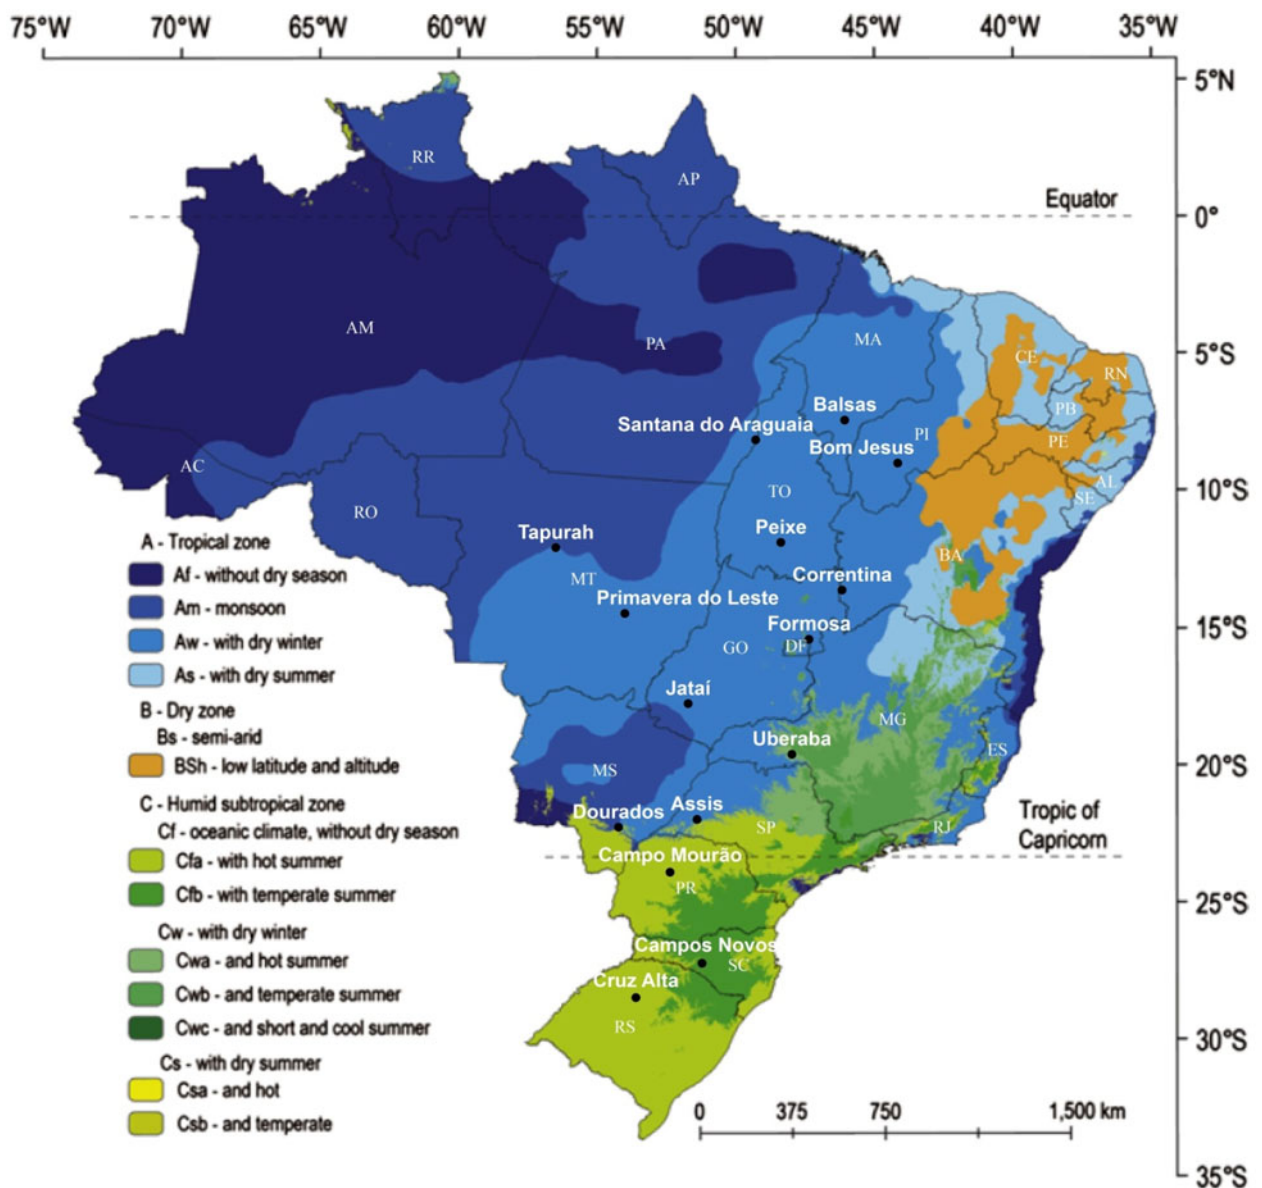 75°W 70°W 65°W 60°W 55°W 50°W 45°W 40°W 35°W
5°N
RR
AP
Equator
0°
AM
PA
MA
5°S
CE
RN
PB
Balsas
Santana do Araguaia
PI
PE
Bom Jesus
AC
TO
AL
10°S
SE
RO
Peixe
Tapurah
BA
MT
Correntina
Primavera do Leste
Formosa
15°S
GO
DF
Jataí
MG
Uberaba
ES
20°S
MS
Assis
Dourados
SP
RJ
Tropic of
Capricorn
Campo Mourão
PR
25°S
Campos Novos
SC
Cruz Alta
RS
30°S
35°S
A - Tropical zone
Af - without dry season
Am - monsoon
Aw - with dry winter
As - with dry summer
B - Dry zone
Bs - semi-arid
BSh - low latitude and altitude
C - Humid subtropical zone
Cf - oceanic climate, without dry season
Cfa - with hot summer
Cfb - with temperate summer
Cw - with dry winter
Cwa - and hot summer
Cwb - and temperate summer
Cwc - and short and cool summer
Cs - with dry summer
Csa - and hot
Csb - and temperate
0 375 750 1,500 km